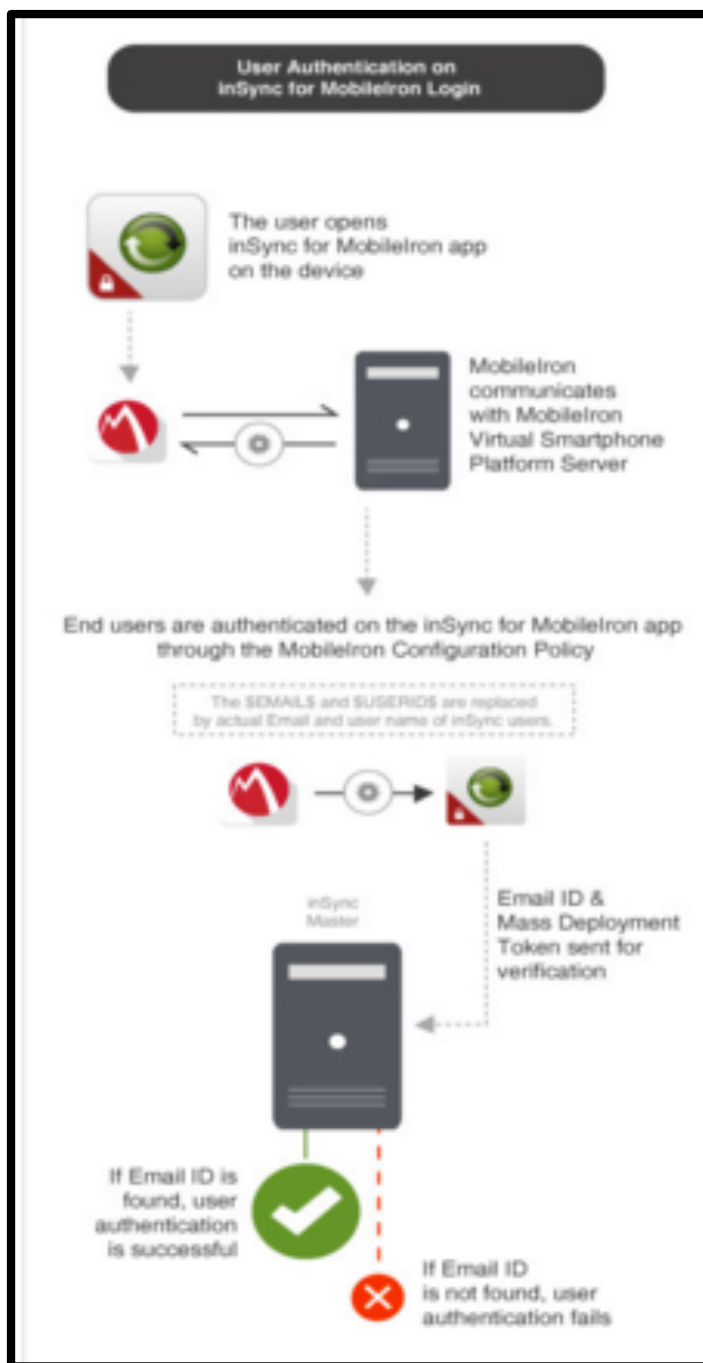 User Authentication on
inSync for MobileIron Login
The user opens
inSync for MobileIron app
on the device
MobileIron
communicates
with MobileIron
Virtual Smartphone
Platform Server
End users are authenticated on the inSync for MobileIron app
through the MobileIron Configuration Policy
The $EMAIL$ and $USERID$ are replaced
by actual Email and user name of inSync users.
Email ID &
Mass Deployment
Token sent for
verification
inSync
Master
If Email ID is
found, user
authentication
is successful
If Email ID
is not found, user
authentication fails